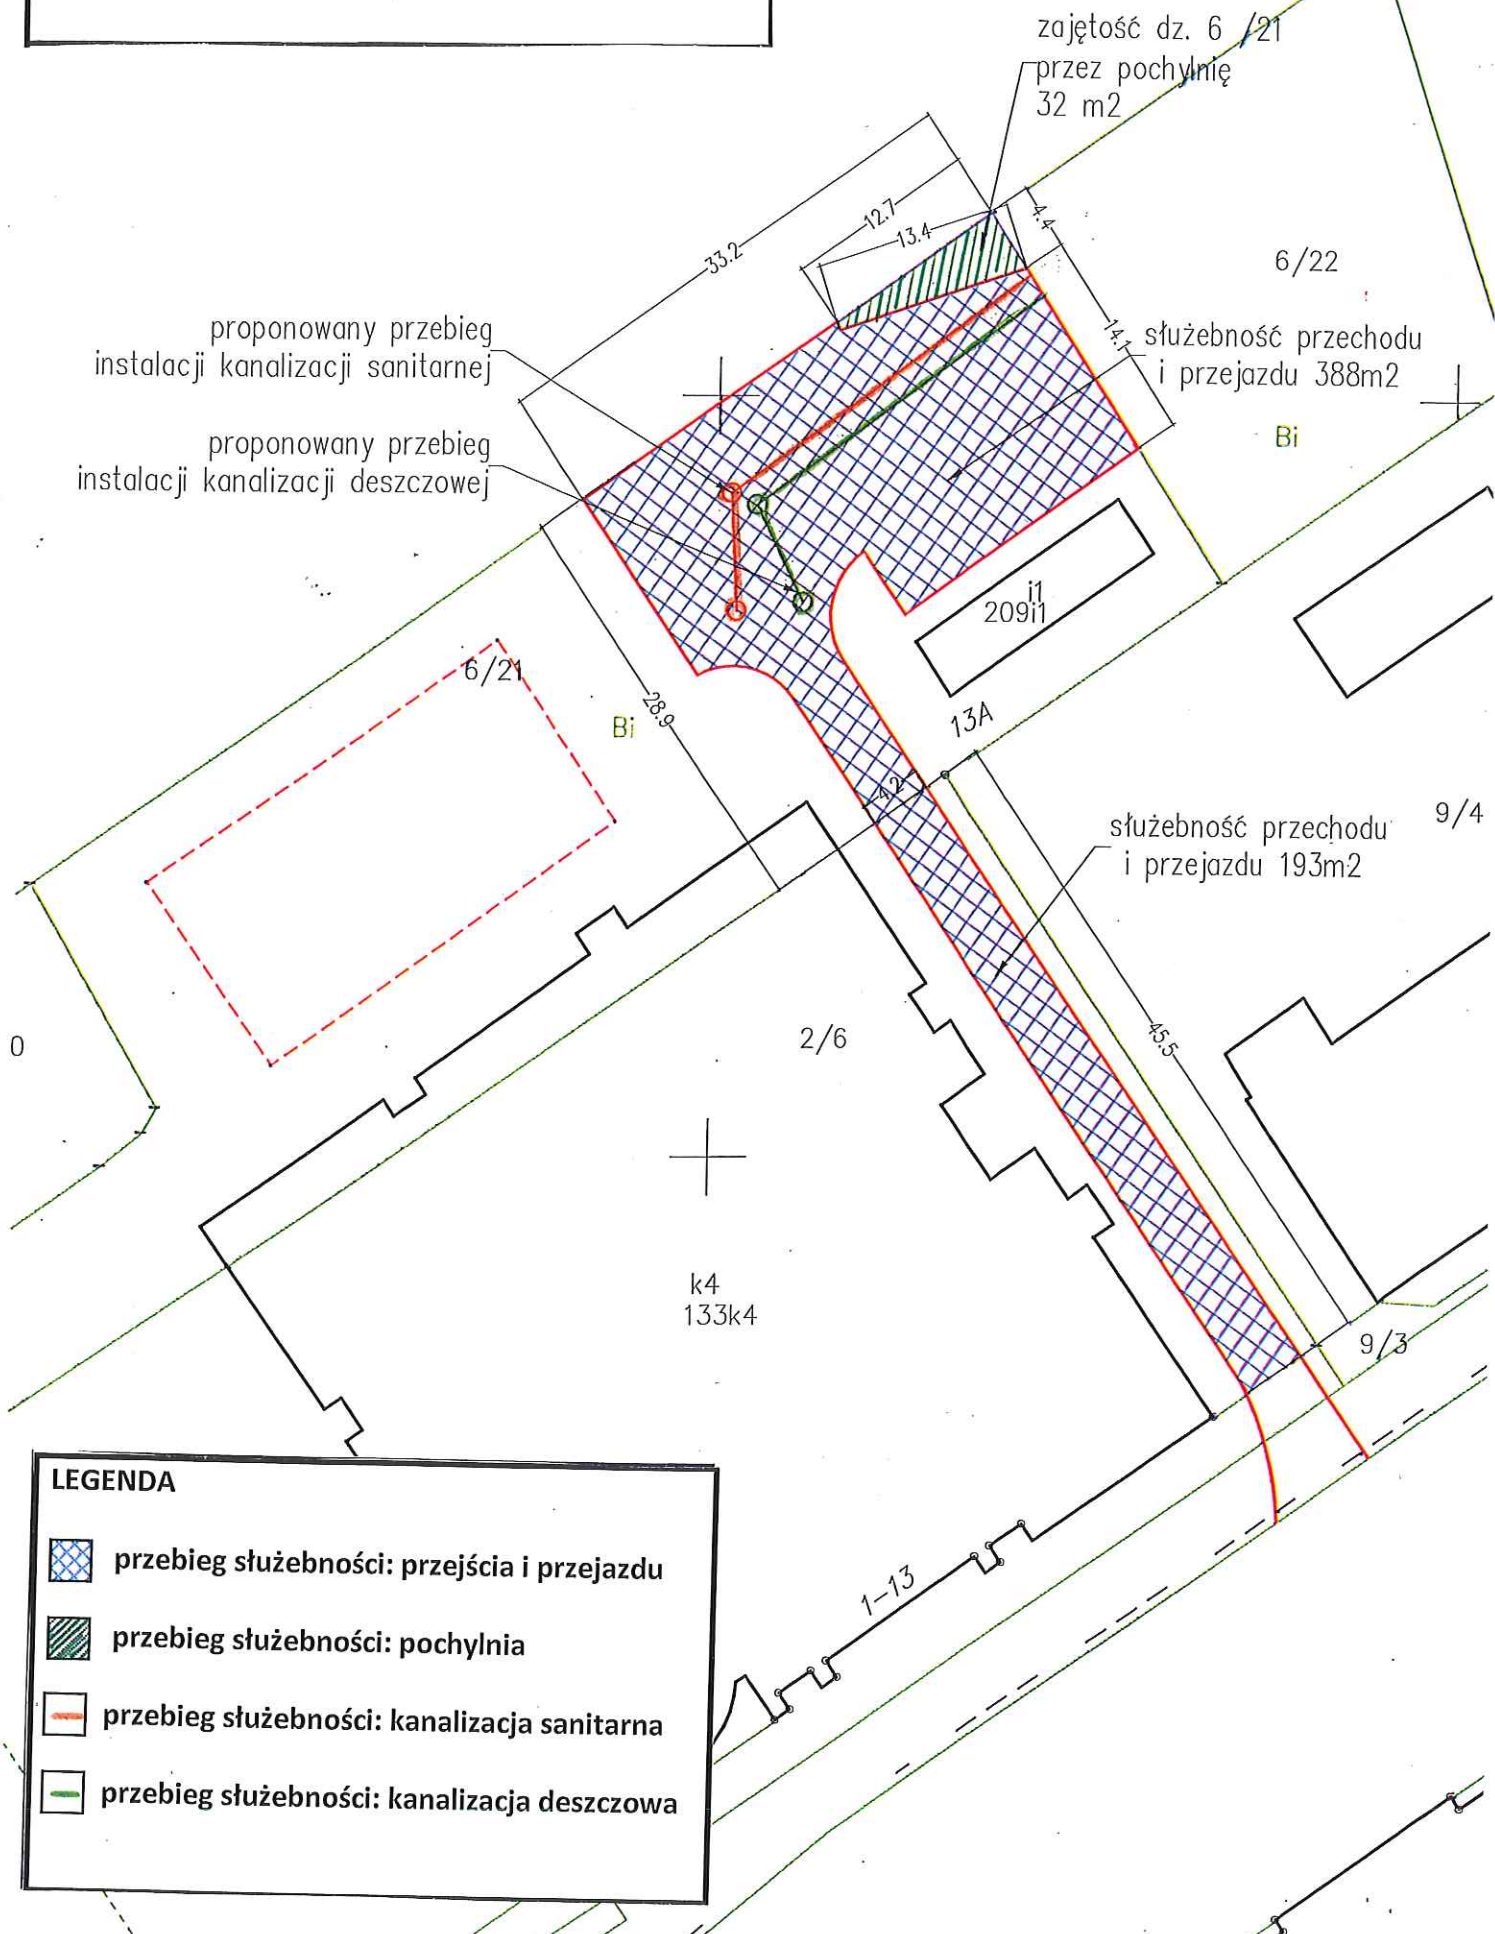 zajętość dz. 6 /21
przez pochylnię
32 m2
12.7
13.4
33.2
4.4
6/22
14.1
proponowany przebieg
instalacji kanalizacji sanitarnej
służebność przechodu
i przejazdu 388m2
Bi
proponowany przebieg
instalacji kanalizacji deszczowej
i1
209i1
6/21
28.9
Bi
13A
4.2
służebność przechodu
i przejazdu 193m2
9/4
2/6
45.5
0
k4
133k4
9/3
1-13
LEGENDA
przebieg służebności: przejścia i przejazdu
przebieg służebności: pochylnia
przebieg służebności: kanalizacja sanitarna
przebieg służebności: kanalizacja deszczowa